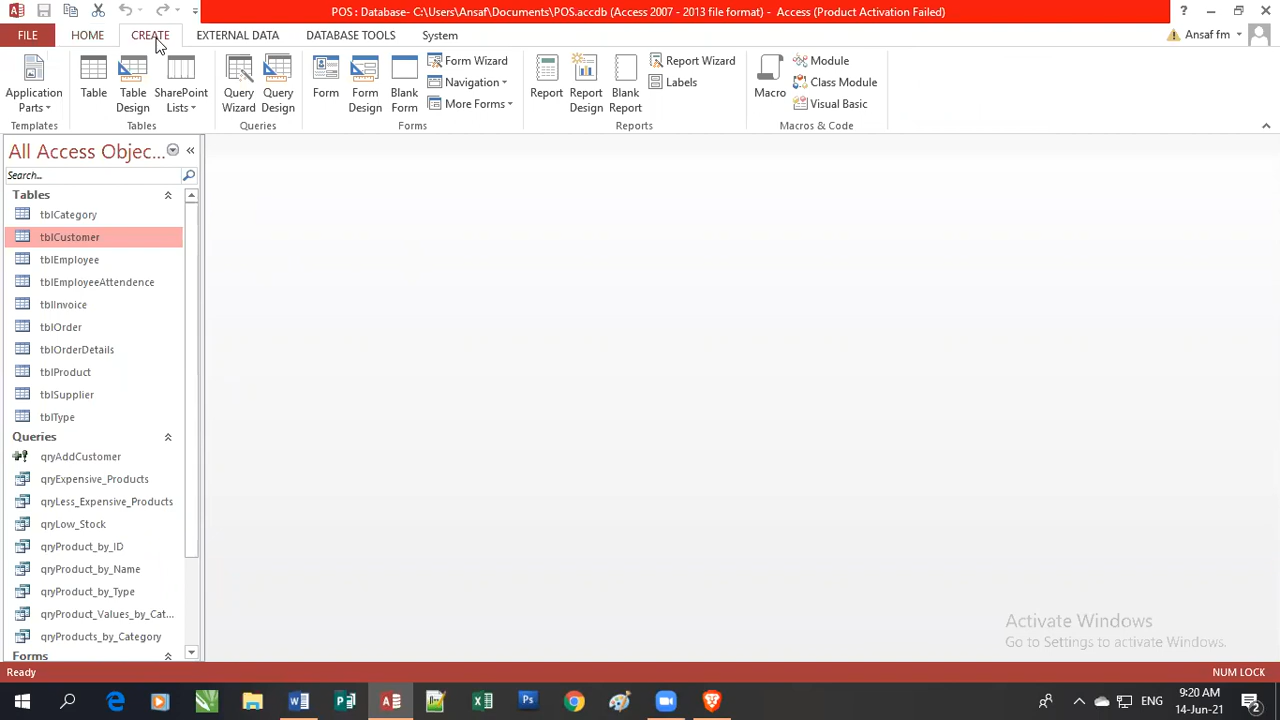 POS : Database- C:\Users\Ansaf\Documents\POS.accdb (Access 2007 - 2013 file format) - Access (Product Activation Failed)
FILE HOME CREATE EXTERNAL DATA DATABASE TOOLS System Ansaf fm
Application Parts Table Table Design SharePoint Lists Query Wizard Query Design Form Form Design Blank Form Form Wizard Navigation More Forms Report Report Design Blank Report Report Wizard Labels Macro Module Class Module Visual Basic
Templates Tables Queries Forms Reports Macros & Code
All Access Objec...
Search...
Tables
tblCategory
tblCustomer
tblEmployee
tblEmployeeAttendence
tblInvoice
tblOrder
tblOrderDetails
tblProduct
tblSupplier
tblType
Queries
qryAddCustomer
qryExpensive_Products
qryLess_Expensive_Products
qryLow_Stock
qryProduct_by_ID
qryProduct_by_Name
qryProduct_by_Type
qryProduct_Values_by_Cat...
qryProducts_by_Category
Forms
Activate Windows
Go to Settings to activate Windows.
Ready NUM LOCK
ENG 9:20 AM
14-Jun-21 2